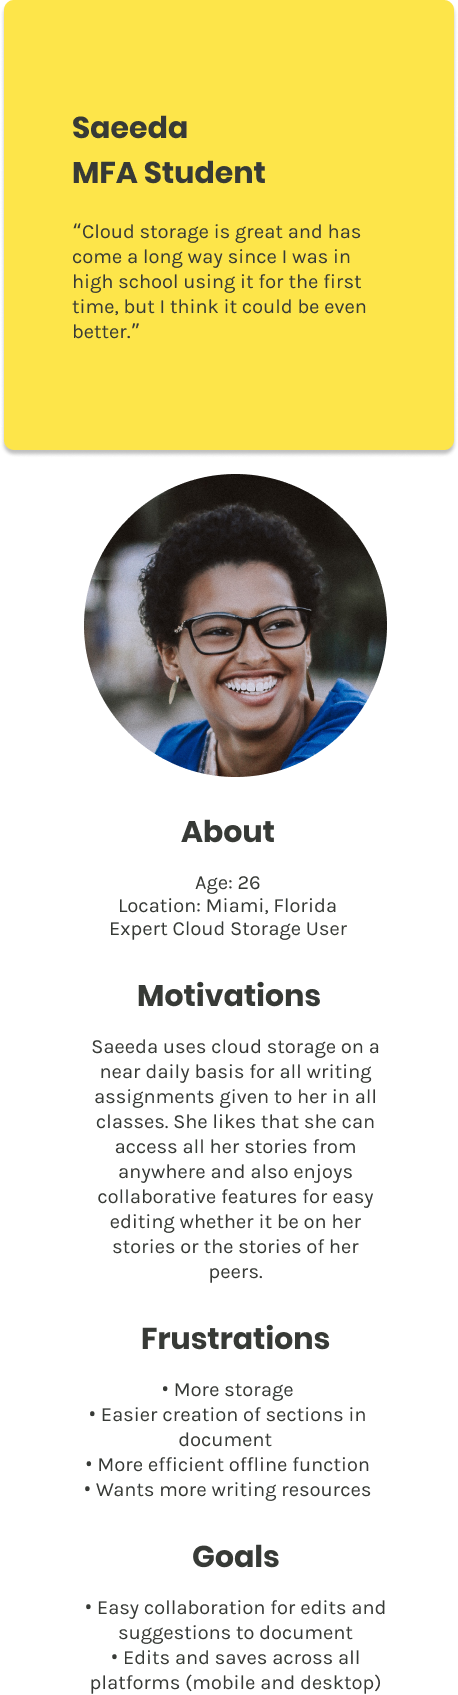 Saeeda
MFA Student
“Cloud storage is great and has
come a long way since I was in
high school using it for the first
time, but I think it could be even
better.”
About
Age: 26
Location: Miami, Florida
Expert Cloud Storage User
Motivations
Saeeda uses cloud storage on a
near daily basis for all writing
assignments given to her in all
classes. She likes that she can
access all her stories from
anywhere and also enjoys
collaborative features for easy
editing whether it be on her
stories or the stories of her
peers.
Frustrations
• More storage
• Easier creation of sections in
document
• More efficient offline function
• Wants more writing resources
Goals
• Easy collaboration for edits and
suggestions to document
• Edits and saves across all
platforms (mobile and desktop)